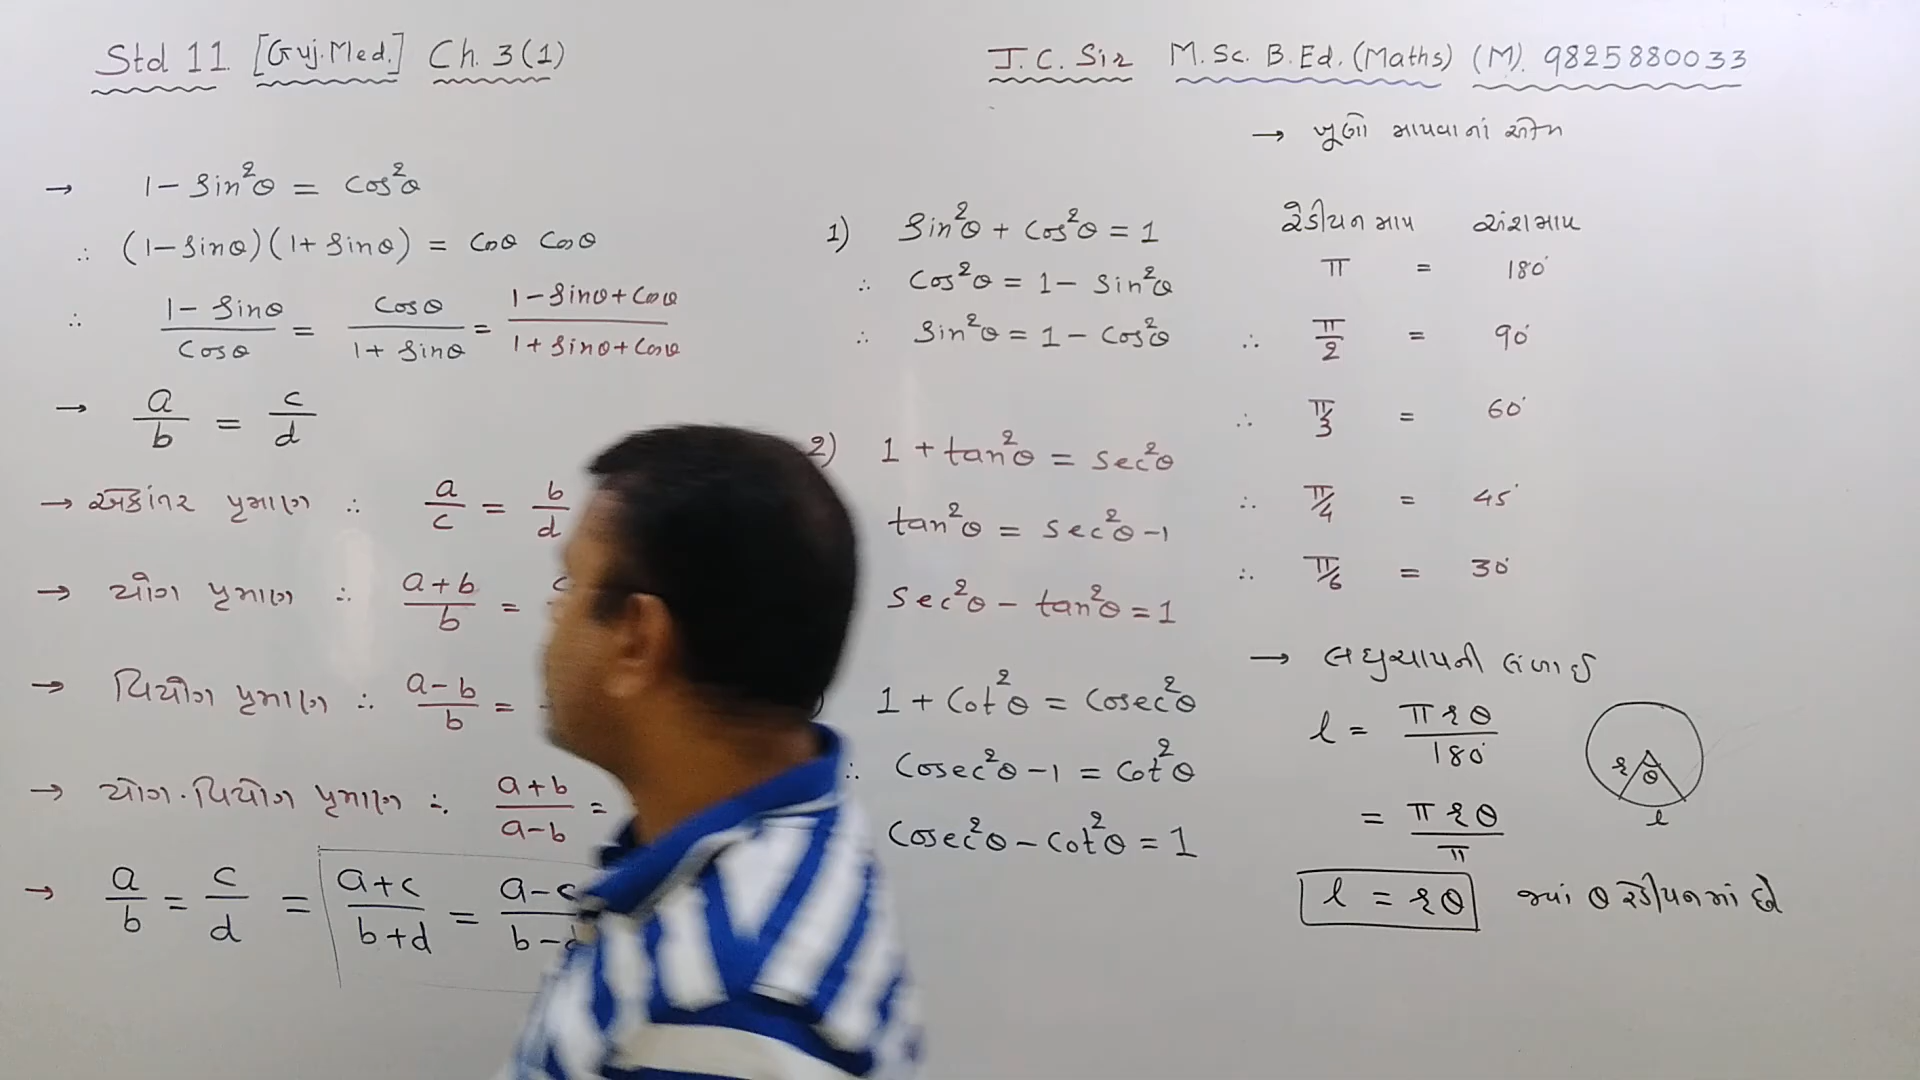 Std 11 [Guj.Med.] Ch. 3(1)
J. C. Sir M.Sc. B.Ed. (Maths) (M). 9825880033
→ 1 - Sin²θ = Cos²θ
∴ (1 - Sinθ)(1 + Sinθ) = Cosθ Cosθ
∴ (1 - Sinθ)/Cosθ = Cosθ/(1 + Sinθ) = (1 - Sinθ + Cosθ)/(1 + Sinθ + Cosθ)
→ a/b = c/d
→ એકાંતર પ્રમાણ ∴ a/c = b/d
→ યોગ પ્રમાણ ∴ (a+b)/b =
→ વિયોગ પ્રમાણ ∴ (a-b)/b =
→ યોગ-વિયોગ પ્રમાણ ∴ (a+b)/(a-b) =
→ a/b = c/d = (a+c)/(b+d) = (a-c)/(b-d)
1) Sin²θ + Cos²θ = 1
∴ Cos²θ = 1 - Sin²θ
∴ Sin²θ = 1 - Cos²θ
2) 1 + tan²θ = sec²θ
tan²θ = sec²θ - 1
sec²θ - tan²θ = 1
1 + Cot²θ = Cosec²θ
∴ Cosec²θ - 1 = Cot²θ
Cosec²θ - Cot²θ = 1
→ ખૂણો માપવાનાં એકમ
રેડીયન માપ અંશ માપ
π = 180°
∴ π/2 = 90°
∴ π/3 = 60°
∴ π/4 = 45°
∴ π/6 = 30°
→ લઘુચાપની લંબાઈ
l = πrθ/180°
= πrθ/π
l = rθ જ્યાં θ રેડીયનમાં છે
r θ
l